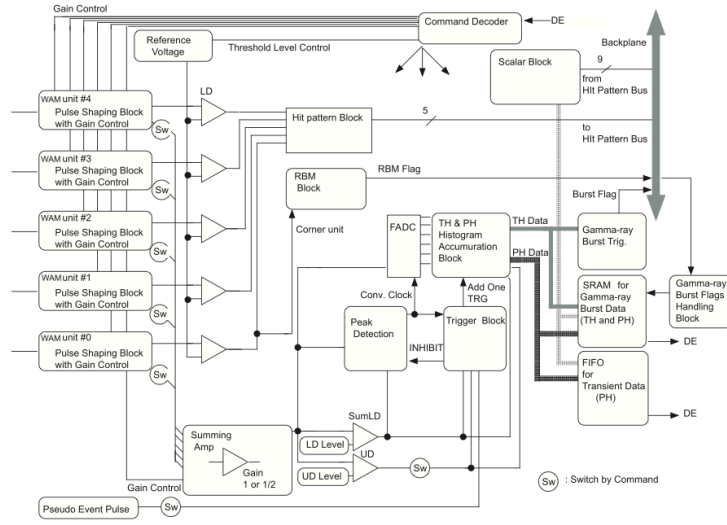 Gain Control
Command Decoder
DE
Backplane
Reference
Voltage
Threshold Level Control
Scalar Block
9
from
HIt Pattern Bus
LD
WAM unit #4
Pulse Shaping Block
with Gain Control
Sw
Hit pattern Block
5
to
HIt Pattern Bus
WAM unit #3
Pulse Shaping Block
with Gain Control
Sw
RBM
Block
RBM Flag
Burst Flag
Corner unit
WAM unit #2
Pulse Shaping Block
with Gain Control
Sw
FADC
TH & PH
Histogram
Accumuration
Block
TH Data
PH Data
Gamma-ray
Burst Trig.
WAM unit #1
Pulse Shaping Block
with Gain Control
Sw
Conv. Clock
Add One
TRG
SRAM for
Gamma-ray
Burst Data
(TH and PH)
Gamma-ray
Burst Flags
Handling
Block
WAM unit #0
Pulse Shaping Block
with Gain Control
Sw
Peak
Detection
INHIBIT
Trigger Block
DE
FIFO
for
Transient Data
(PH)
DE
Summing
Amp
Gain
1 or 1/2
SumLD
LD Level
UD
UD Level
Sw
Gain Control
Sw : Switch by Command
Pseudo Event Pulse
Sw